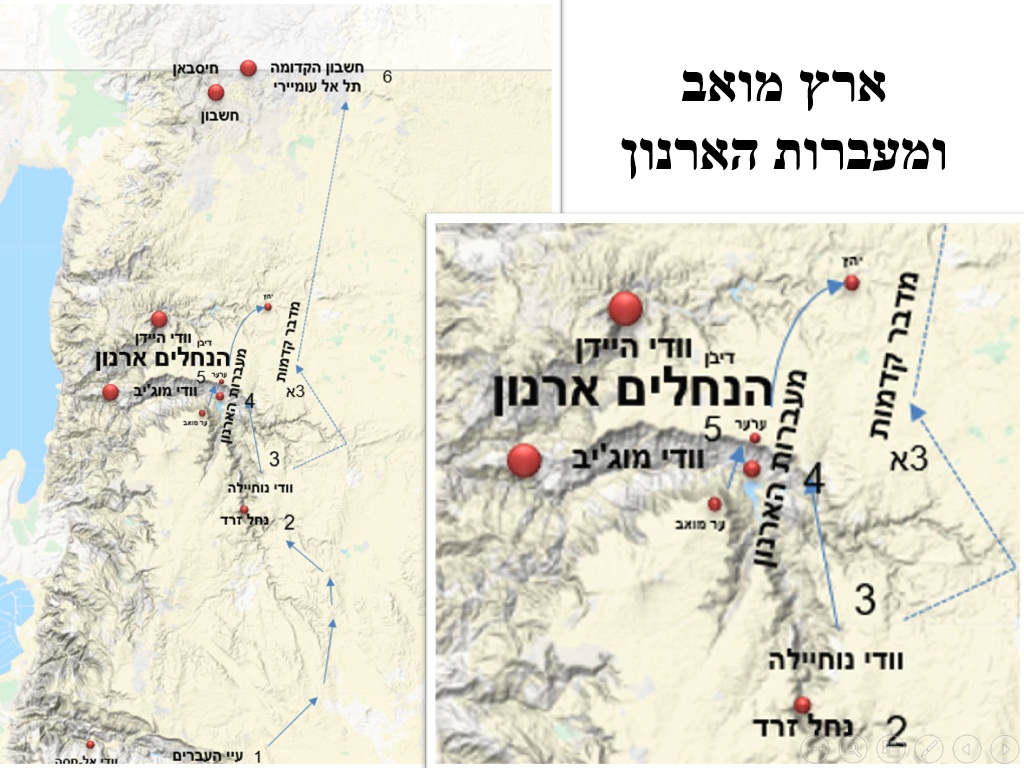 ארץ מואב
ומעברות הארנון
חיסבאן
חשבון הקדומה
תל אל עומיירי
6
חשבון
יהץ
וודי היידן
דיבן
הנחלים ארנון
מעברות הארנון
מדבר קדמות
5
ערער
וודי מוג'יב
4
3א
ער מואב
3
וודי נוחיילה
נחל זרד
2
עיי העברים
1
וודי אל-חסה
יהץ
מדבר קדמות
וודי היידן
דיבן
הנחלים ארנון
מעברות הארנון
5
ערער
וודי מוג'יב
4
3א
ער מואב
3
וודי נוחיילה
נחל זרד
2